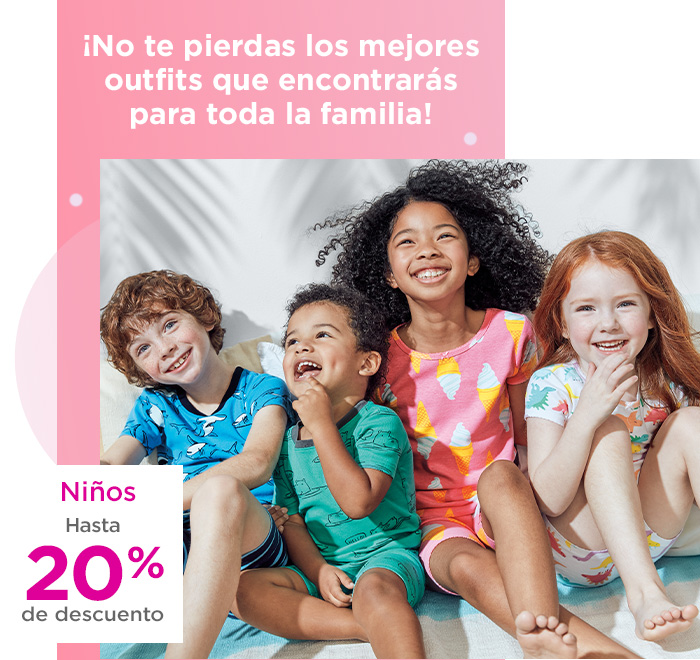 ¡No te pierdas los mejores
outfits que encontrarás
para toda la familia!
Niños
Hasta
20%
de descuento